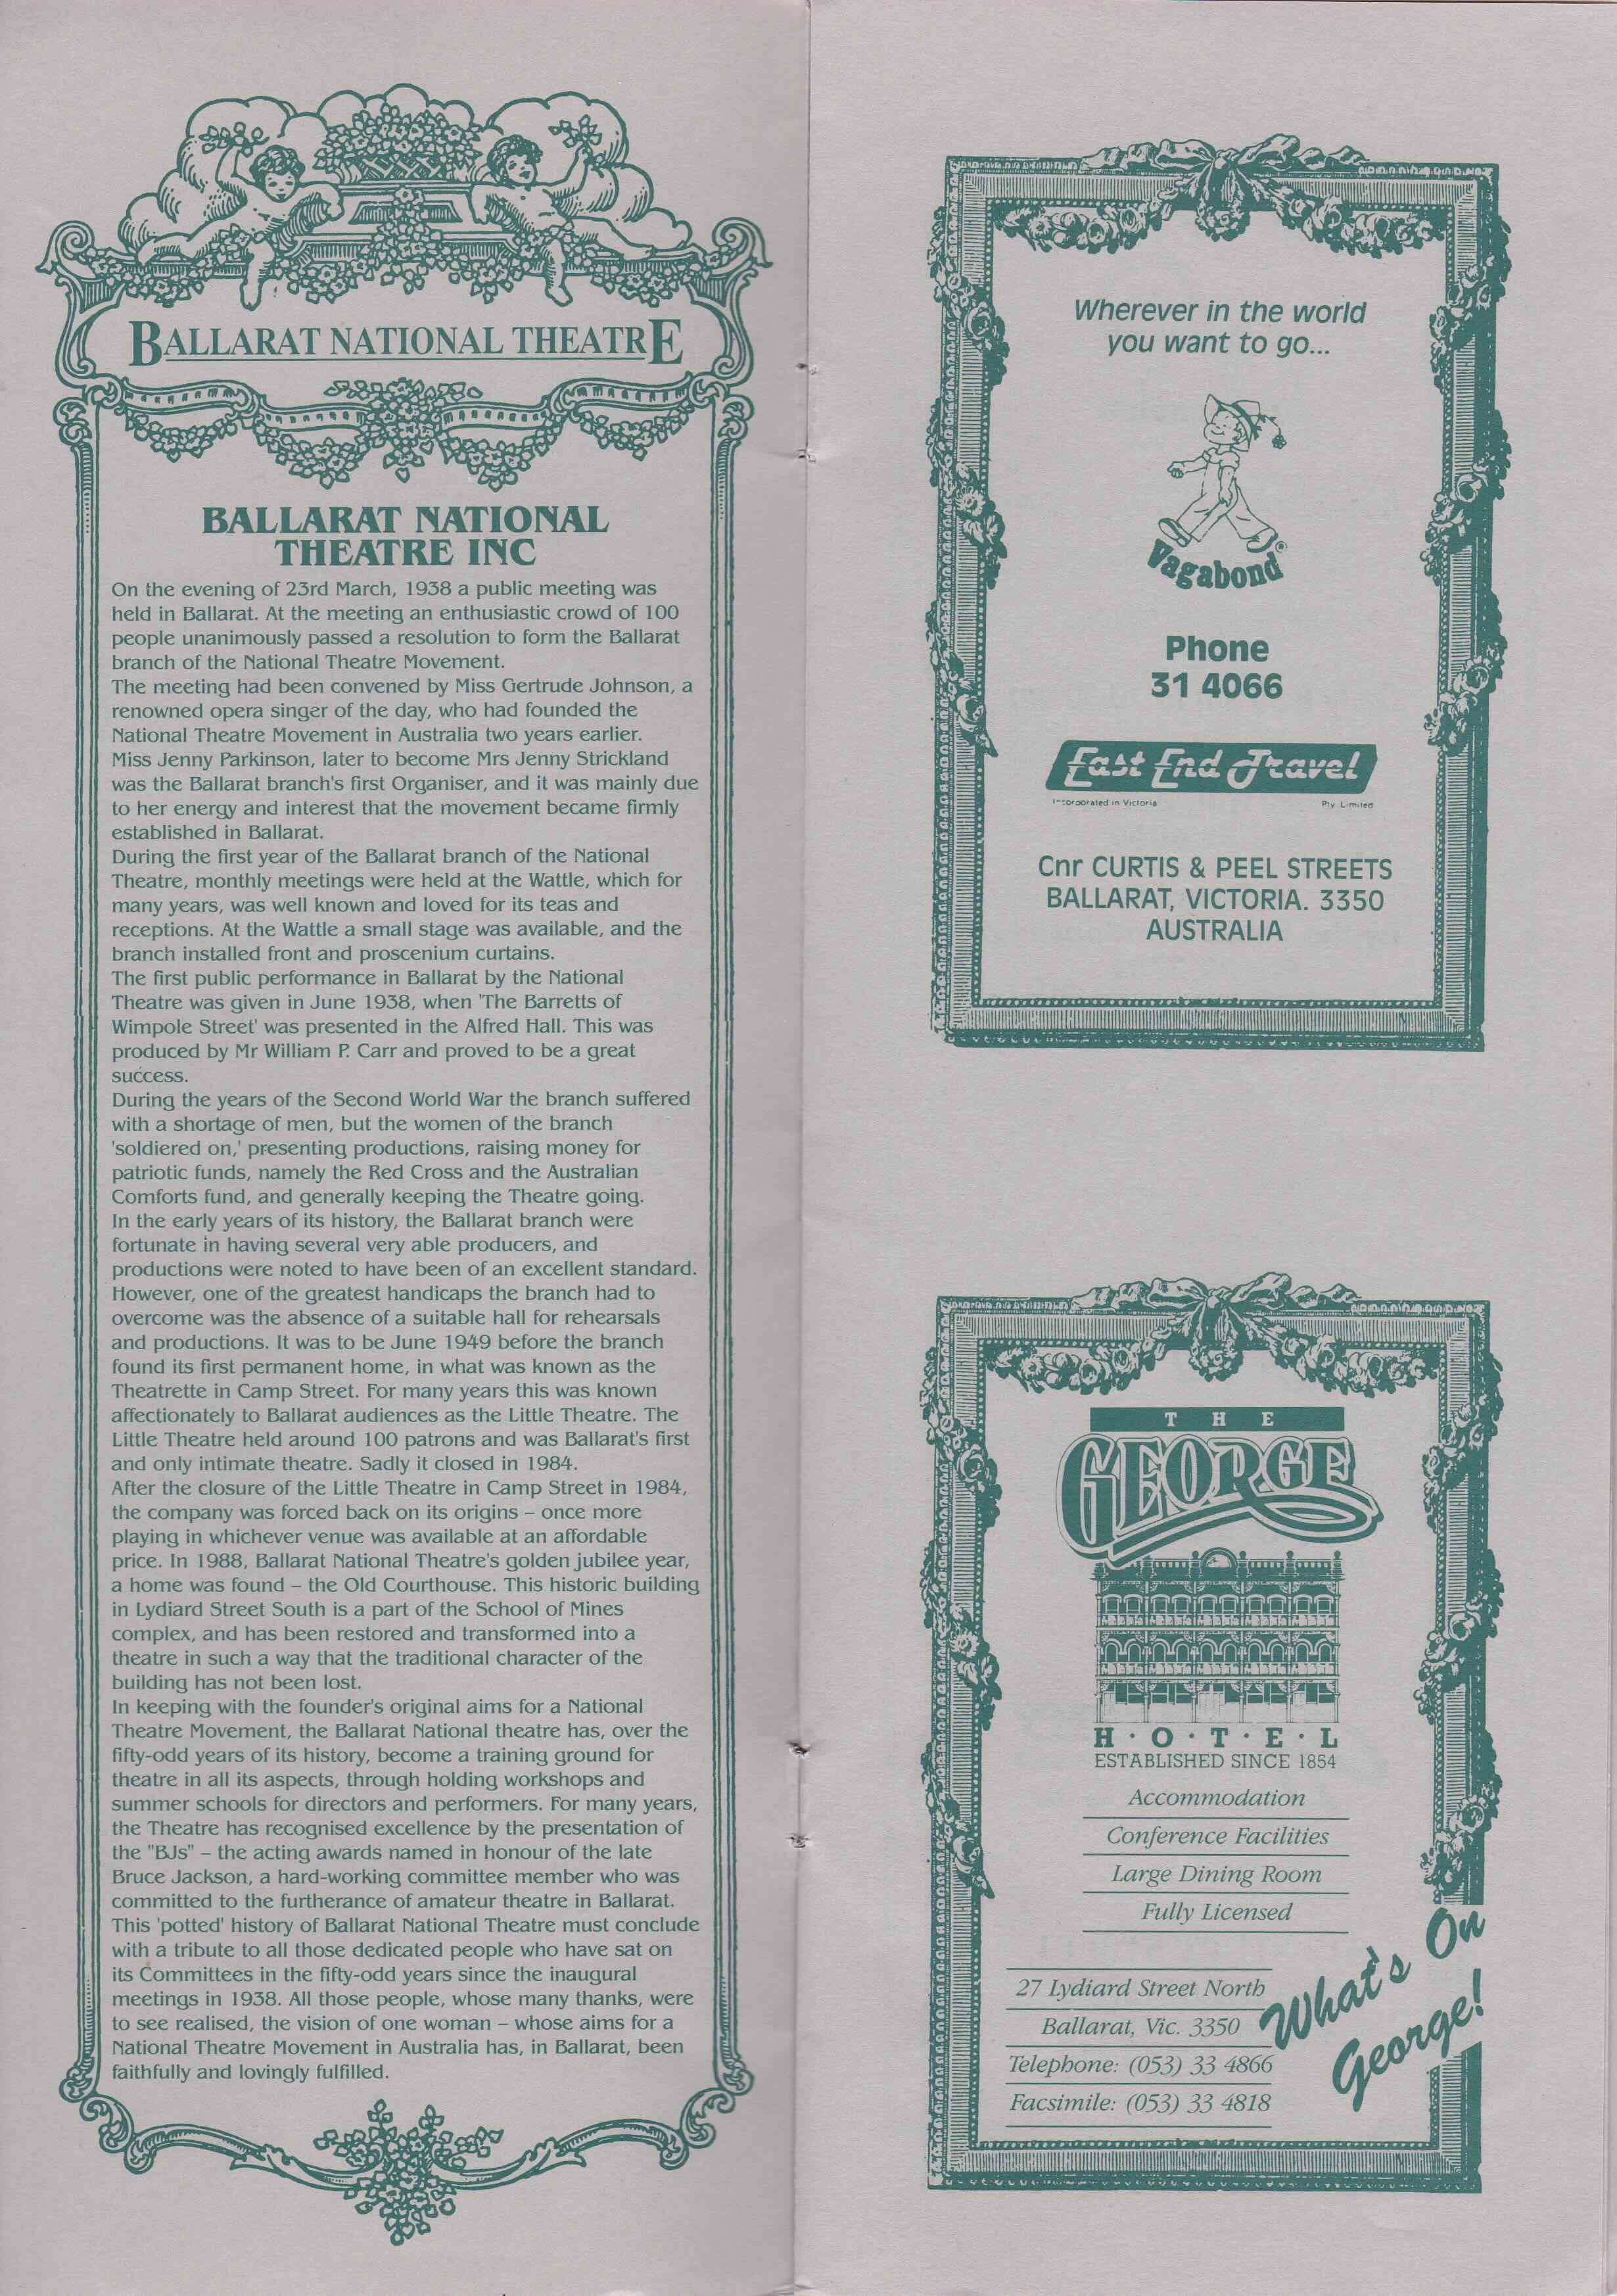 BALLARAT NATIONAL THEATRE
BALLARAT NATIONAL
THEATRE INC
On the evening of 23rd March, 1938 a public meeting was
held in Ballarat. At the meeting an enthusiastic crowd of 100
people unanimously passed a resolution to form the Ballarat
branch of the National Theatre Movement.
The meeting had been convened by Miss Gertrude Johnson, a
renowned opera singer of the day, who had founded the
National Theatre Movement in Australia two years earlier.
Miss Jenny Parkinson, later to become Mrs Jenny Strickland
was the Ballarat branch's first Organiser, and it was mainly due
to her energy and interest that the movement became firmly
established in Ballarat.
During the first year of the Ballarat branch of the National
Theatre, monthly meetings were held at the Wattle, which for
many years, was well known and loved for its teas and
receptions. At the Wattle a small stage was available, and the
branch installed front and proscenium curtains.
The first public performance in Ballarat by the National
Theatre was given in June 1938, when 'The Barretts of
Wimpole Street' was presented in the Alfred Hall. This was
produced by Mr William P. Carr and proved to be a great
success.
During the years of the Second World War the branch suffered
with a shortage of men, but the women of the branch
'soldiered on,' presenting productions, raising money for
patriotic funds, namely the Red Cross and the Australian
Comforts fund, and generally keeping the Theatre going.
In the early years of its history, the Ballarat branch were
fortunate in having several very able producers, and
productions were noted to have been of an excellent standard.
However, one of the greatest handicaps the branch had to
overcome was the absence of a suitable hall for rehearsals
and productions. It was to be June 1949 before the branch
found its first permanent home, in what was known as the
Theatrette in Camp Street. For many years this was known
affectionately to Ballarat audiences as the Little Theatre. The
Little Theatre held around 100 patrons and was Ballarat's first
and only intimate theatre. Sadly it closed in 1984.
After the closure of the Little Theatre in Camp Street in 1984,
the company was forced back on its origins – once more
playing in whichever venue was available at an affordable
price. In 1988, Ballarat National Theatre's golden jubilee year,
a home was found – the Old Courthouse. This historic building
in Lydiard Street South is a part of the School of Mines
complex, and has been restored and transformed into a
theatre in such a way that the traditional character of the
building has not been lost.
In keeping with the founder's original aims for a National
Theatre Movement, the Ballarat National theatre has, over the
fifty-odd years of its history, become a training ground for
theatre in all its aspects, through holding workshops and
summer schools for directors and performers. For many years,
the Theatre has recognised excellence by the presentation of
the "BJs" – the acting awards named in honour of the late
Bruce Jackson, a hard-working committee member who was
committed to the furtherance of amateur theatre in Ballarat.
This 'potted' history of Ballarat National Theatre must conclude
with a tribute to all those dedicated people who have sat on
its Committees in the fifty-odd years since the inaugural
meetings in 1938. All those people, whose many thanks, were
to see realised, the vision of one woman – whose aims for a
National Theatre Movement in Australia has, in Ballarat, been
faithfully and lovingly fulfilled.
Wherever in the world
you want to go...
Vagabond®
Phone
31 4066
East End Travel
Incorporated in Victoria Pty. Limited
Cnr CURTIS & PEEL STREETS
BALLARAT, VICTORIA. 3350
AUSTRALIA
THE
GEORGE
H·O·T·E·L
ESTABLISHED SINCE 1854
Accommodation
Conference Facilities
Large Dining Room
Fully Licensed
27 Lydiard Street North
Ballarat, Vic. 3350
Telephone: (053) 33 4866
Facsimile: (053) 33 4818
What's On
George!